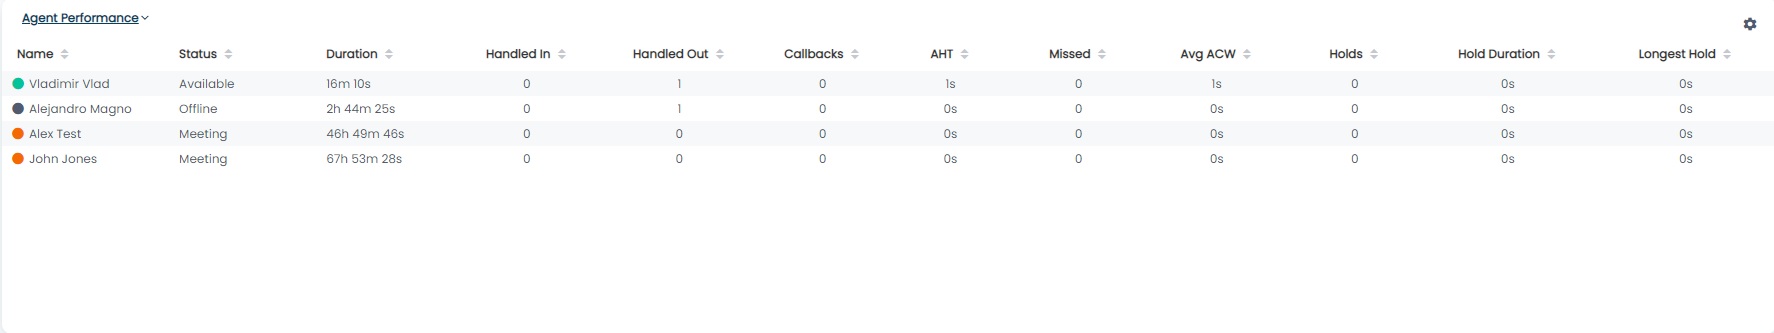 Agent Performance
Name Status Duration Handled In Handled Out Callbacks AHT Missed Avg ACW Holds Hold Duration Longest Hold
Vladimir Vlad Available 16m 10s 0 1 0 1s 0 1s 0 0s 0s
Alejandro Magno Offline 2h 44m 25s 0 1 0 0s 0 0s 0 0s 0s
Alex Test Meeting 46h 49m 46s 0 0 0 0s 0 0s 0 0s 0s
John Jones Meeting 67h 53m 28s 0 0 0 0s 0 0s 0 0s 0s